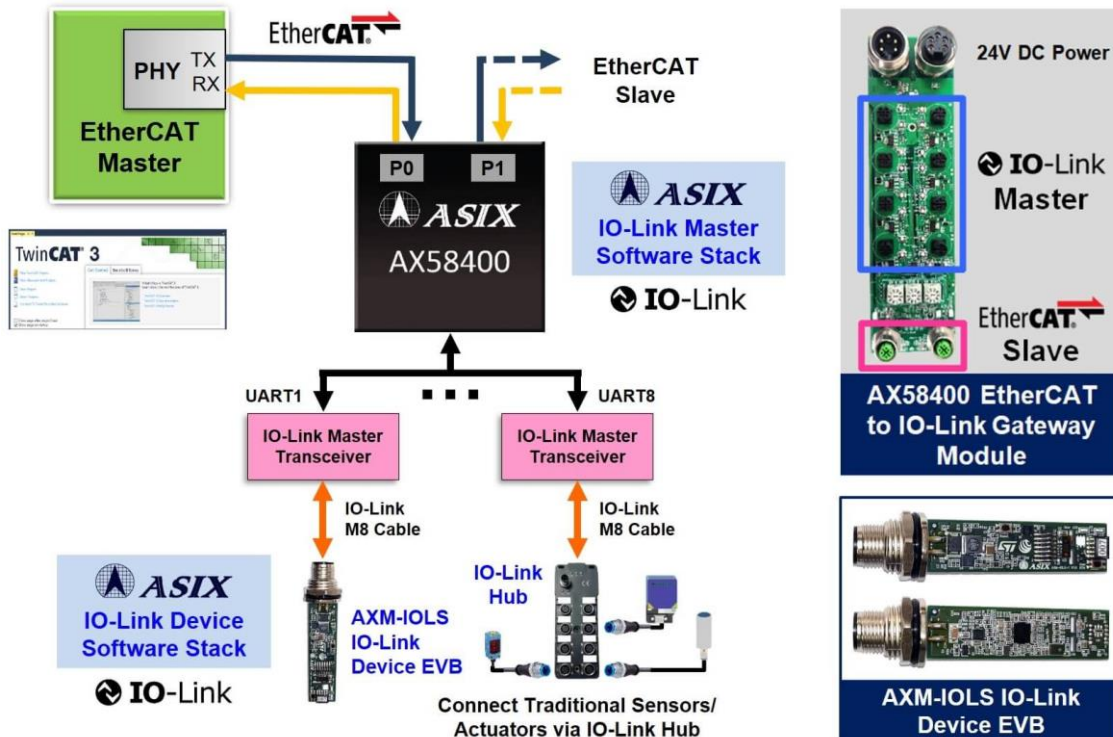 EtherCAT®
PHY
TX
RX
EtherCAT
Master
EtherCAT
Slave
P0
P1
ASIX
AX58400
ASIX
IO-Link Master
Software Stack
IO-Link
TwinCAT® 3
UART1
UART8
IO-Link Master
Transceiver
IO-Link Master
Transceiver
IO-Link
M8 Cable
IO-Link
M8 Cable
ASIX
IO-Link Device
Software Stack
IO-Link
AXM-IOLS
IO-Link
Device EVB
IO-Link
Hub
Connect Traditional Sensors/
Actuators via IO-Link Hub
24V DC Power
IO-Link
Master
EtherCAT®
Slave
AX58400 EtherCAT
to IO-Link Gateway
Module
ASIX
AXM-IOLS IO-Link
Device EVB